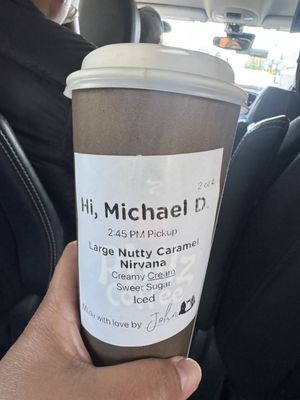 2 of 4
Hi, Michael D.
2:45 PM Pickup
Large Nutty Caramel
Nirvana
Creamy Cream
Sweet Sugar
Iced
Made with love by John